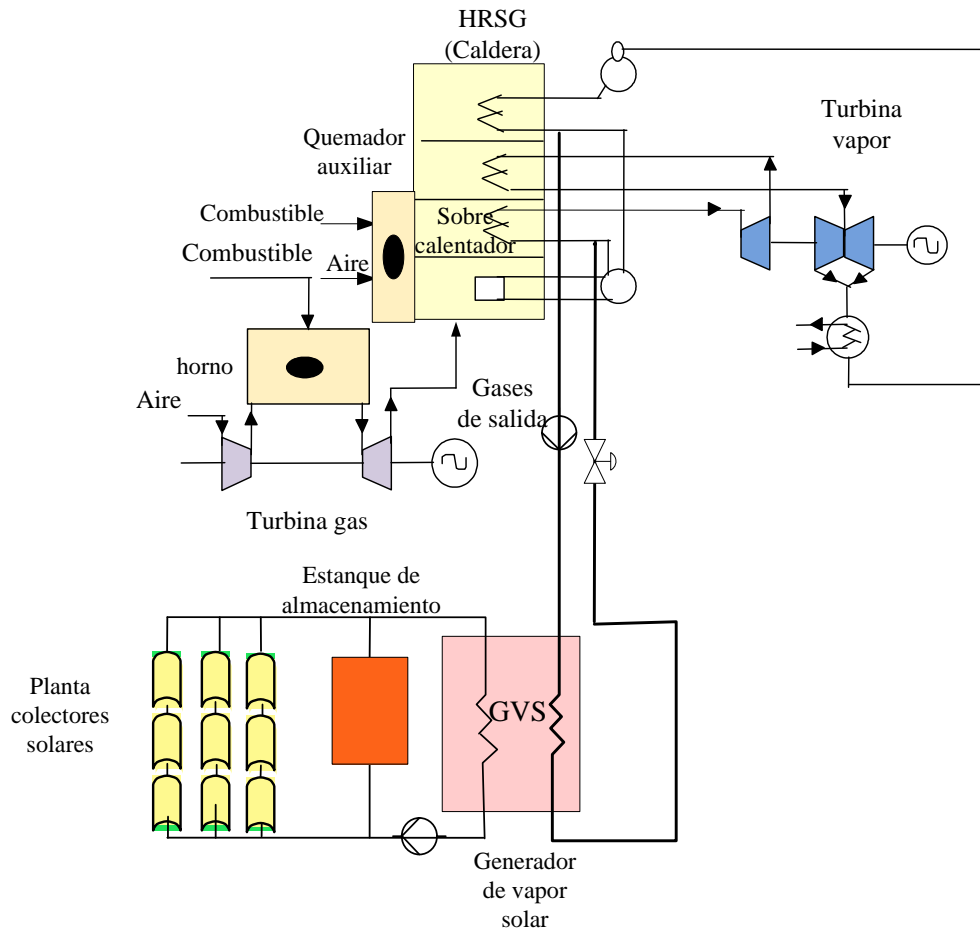 HRSG
(Caldera)
Turbina
vapor
Quemador
auxiliar
Combustible
Sobre
calentador
Combustible
Aire
horno
Aire
Gases
de salida
Turbina gas
Estanque de
almacenamiento
Planta
colectores
solares
GVS
Generador
de vapor
solar